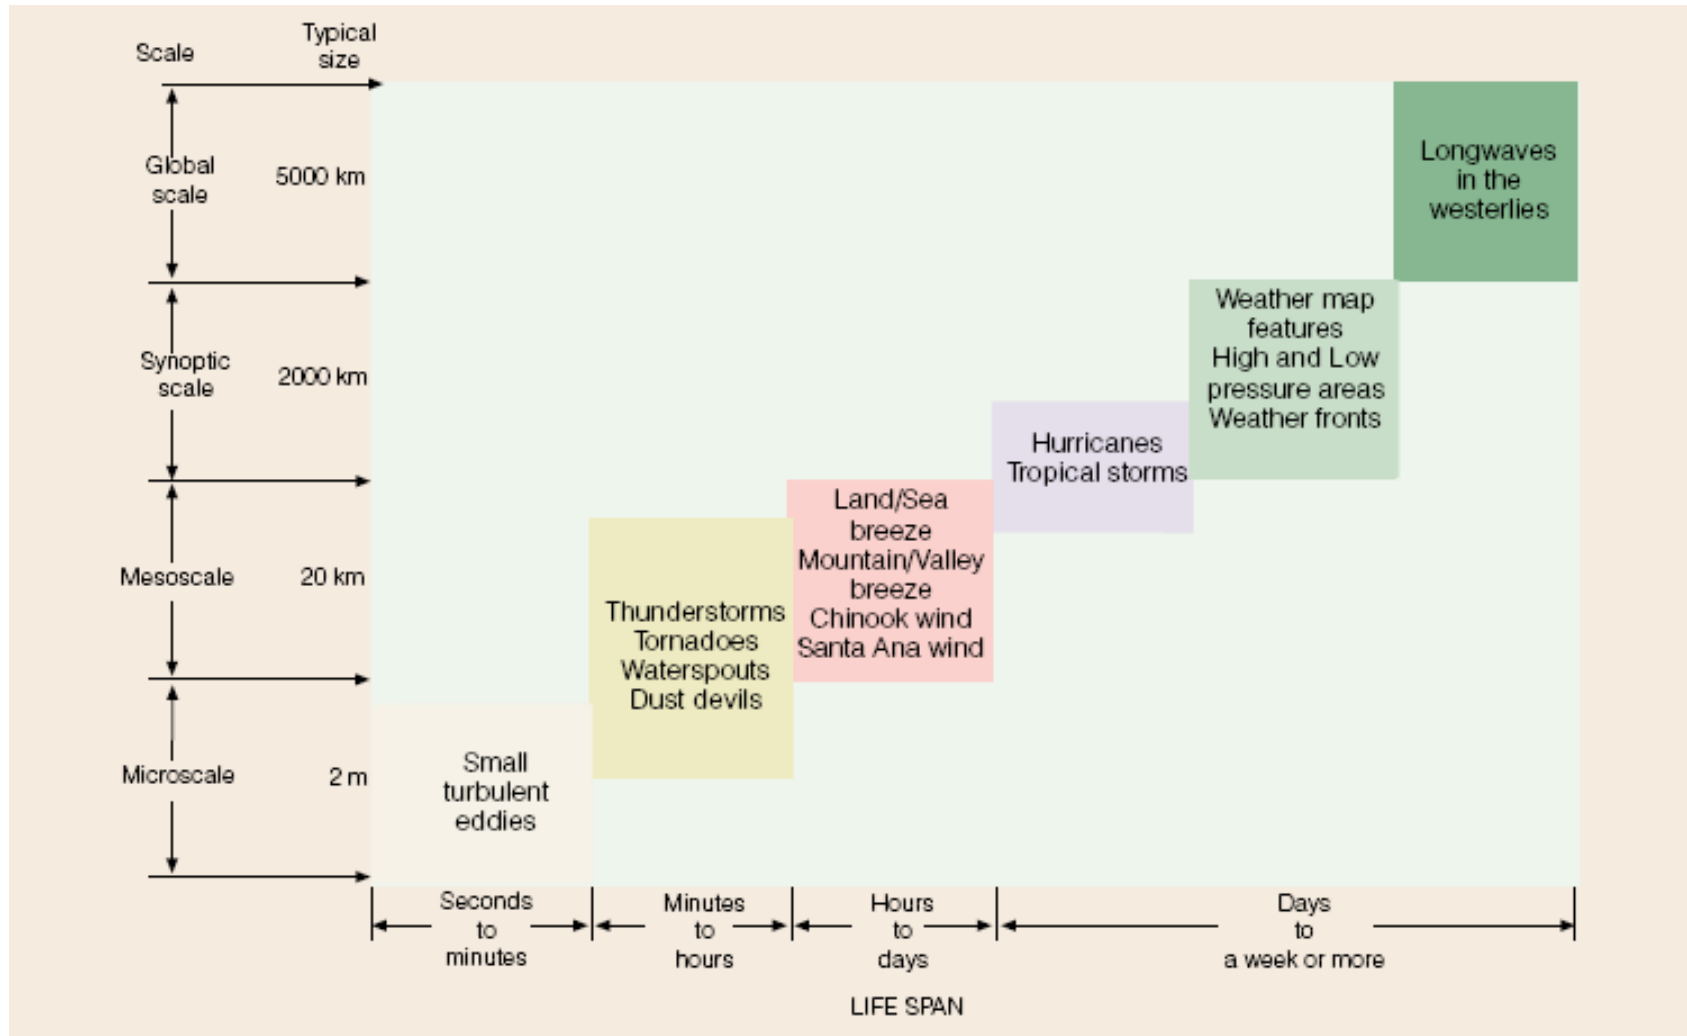 Scale
Typical
size
Global
scale
5000 km
Synoptic
scale
2000 km
Mesoscale
20 km
Microscale
2 m
Longwaves
in the
westerlies
Weather map
features
High and Low
pressure areas
Weather fronts
Hurricanes
Tropical storms
Land/Sea
breeze
Mountain/Valley
breeze
Chinook wind
Santa Ana wind
Thunderstorms
Tornadoes
Waterspouts
Dust devils
Small
turbulent
eddies
Seconds
to
minutes
Minutes
to
hours
Hours
to
days
Days
to
a week or more
LIFE SPAN